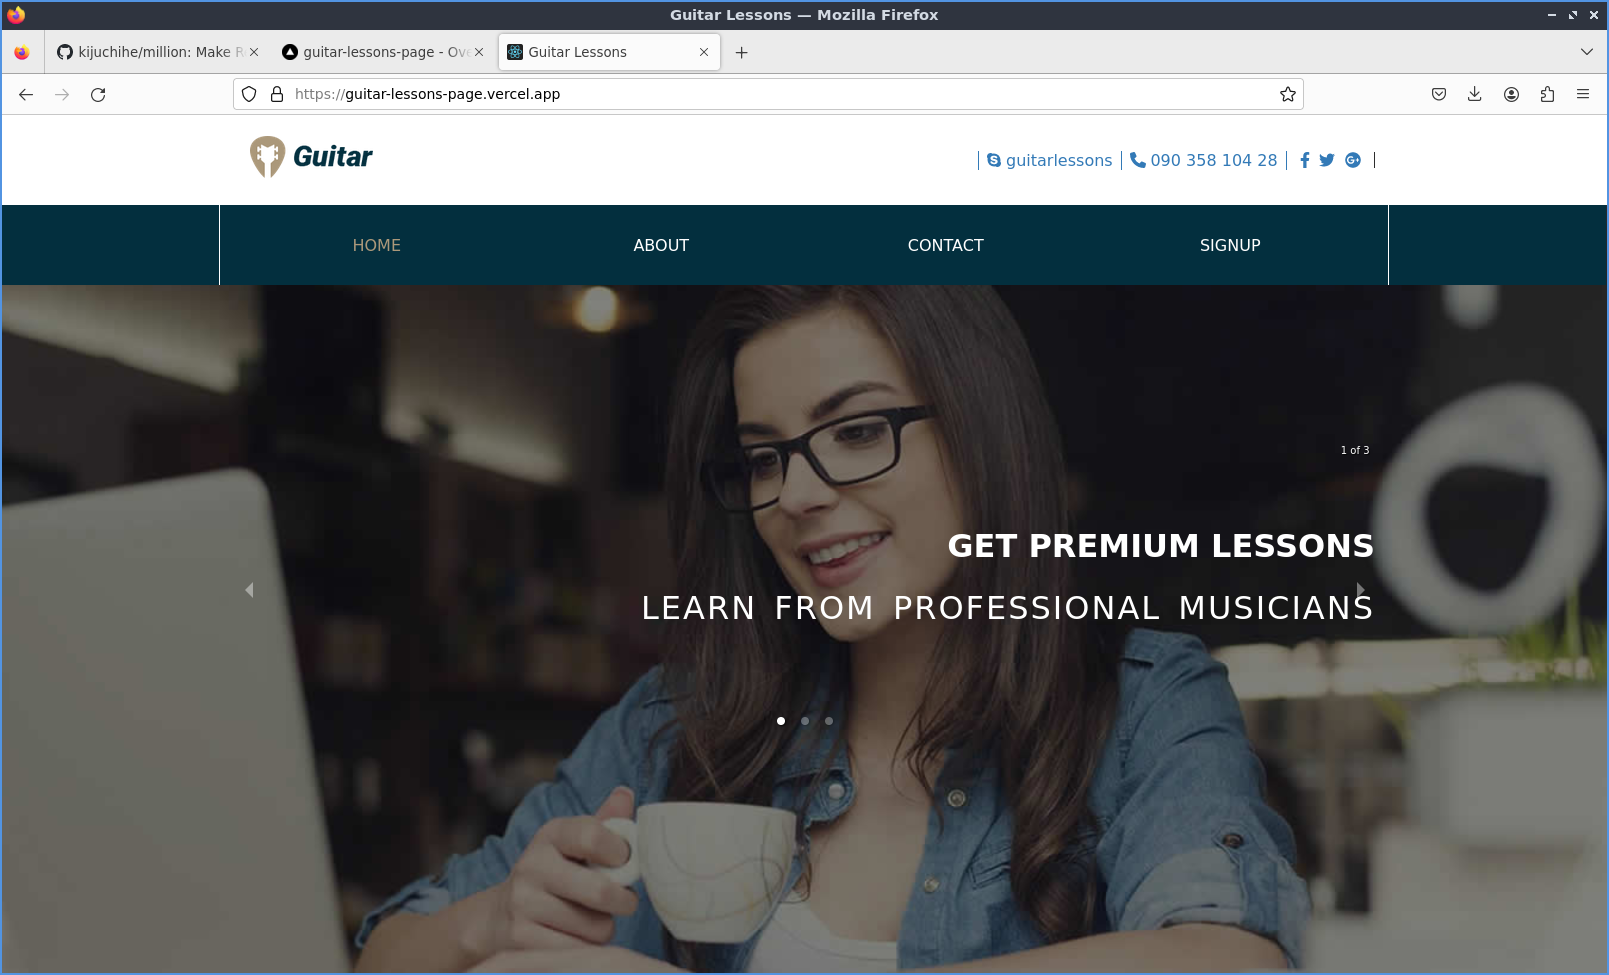 Guitar Lessons — Mozilla Firefox
kijuchihe/million: Make R
guitar-lessons-page - Ov
Guitar Lessons
https://guitar-lessons-page.vercel.app
Guitar
guitarlessons
090 358 104 28
HOME
ABOUT
CONTACT
SIGNUP
1 of 3
GET PREMIUM LESSONS
LEARN FROM PROFESSIONAL MUSICIANS